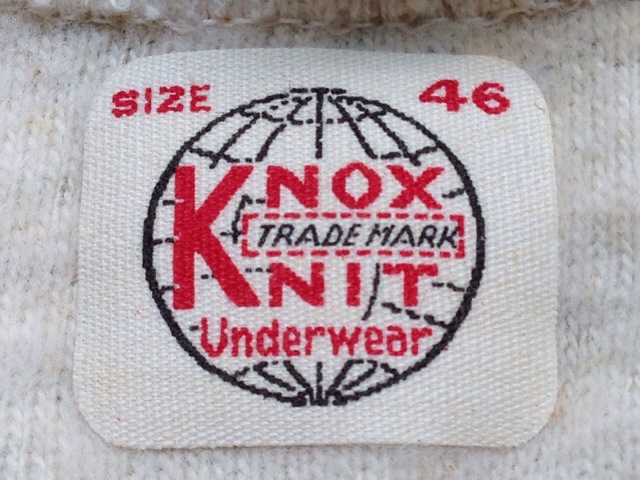 SIZE 46
KNOX
TRADE MARK
KNIT
Underwear